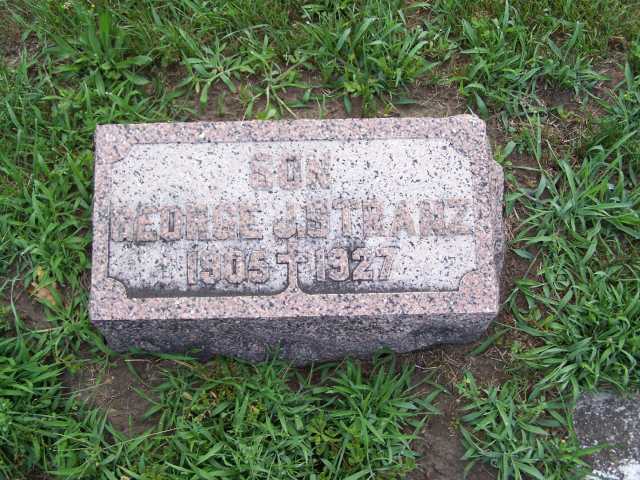 SON
GEORGE J. STRANZ
1905 1927